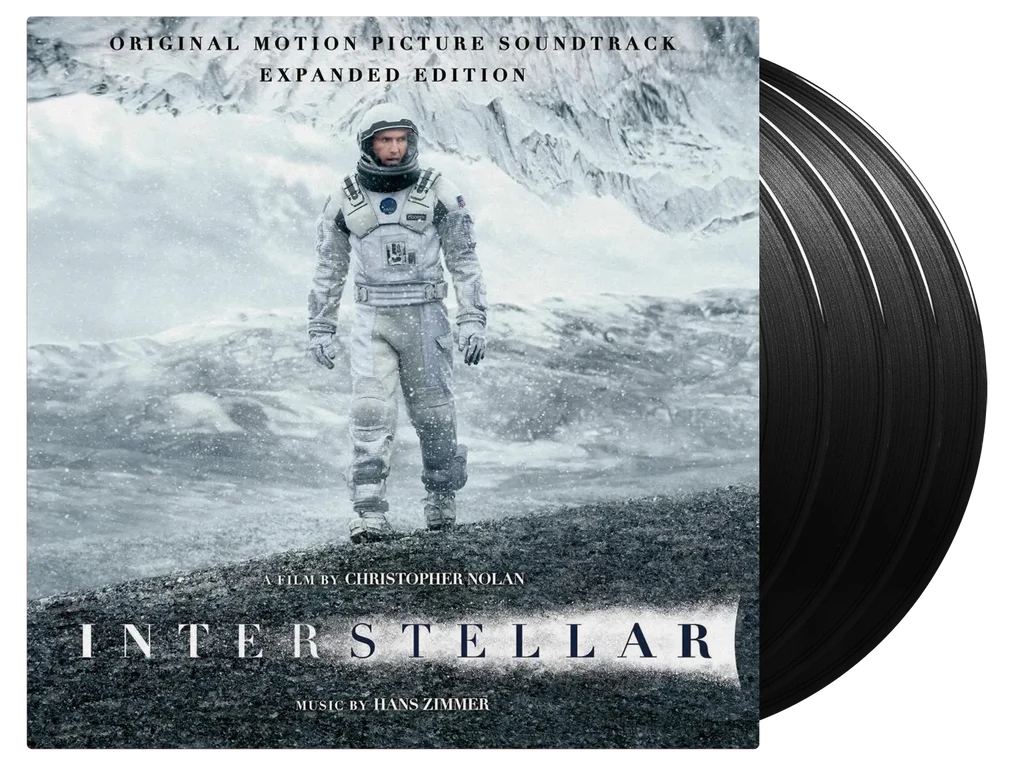 ORIGINAL MOTION PICTURE SOUNDTRACK
EXPANDED EDITION
A FILM BY CHRISTOPHER NOLAN
INTERSTELLAR
MUSIC BY HANS ZIMMER